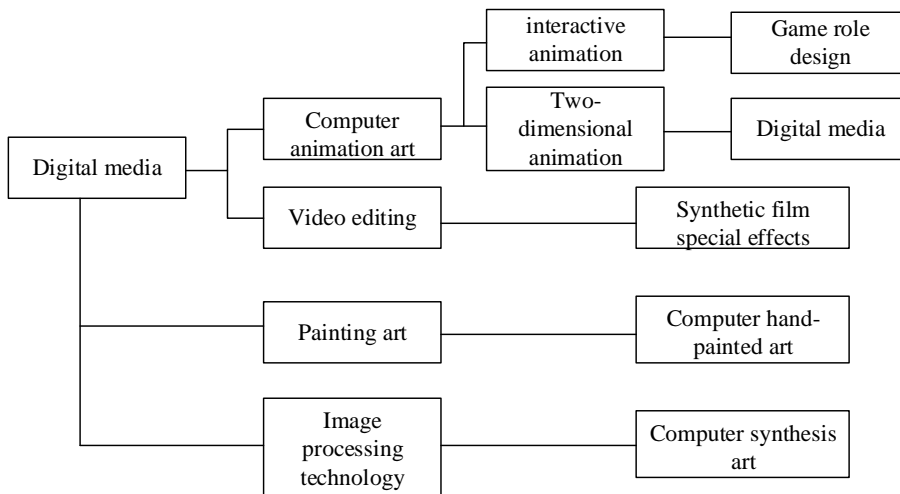 interactive
animation
Game role
design
Computer
animation art
Two-
dimensional
animation
Digital media
Digital media
Video editing
Synthetic film
special effects
Painting art
Computer hand-
painted art
Image
processing
technology
Computer synthesis
art